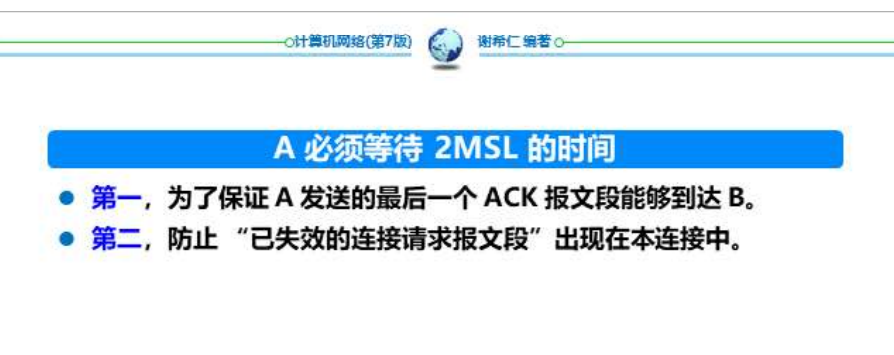 计算机网络(第7版) 谢希仁 编著
A 必须等待 2MSL 的时间
第一，为了保证 A 发送的最后一个 ACK 报文段能够到达 B。
第二，防止 “已失效的连接请求报文段”出现在本连接中。